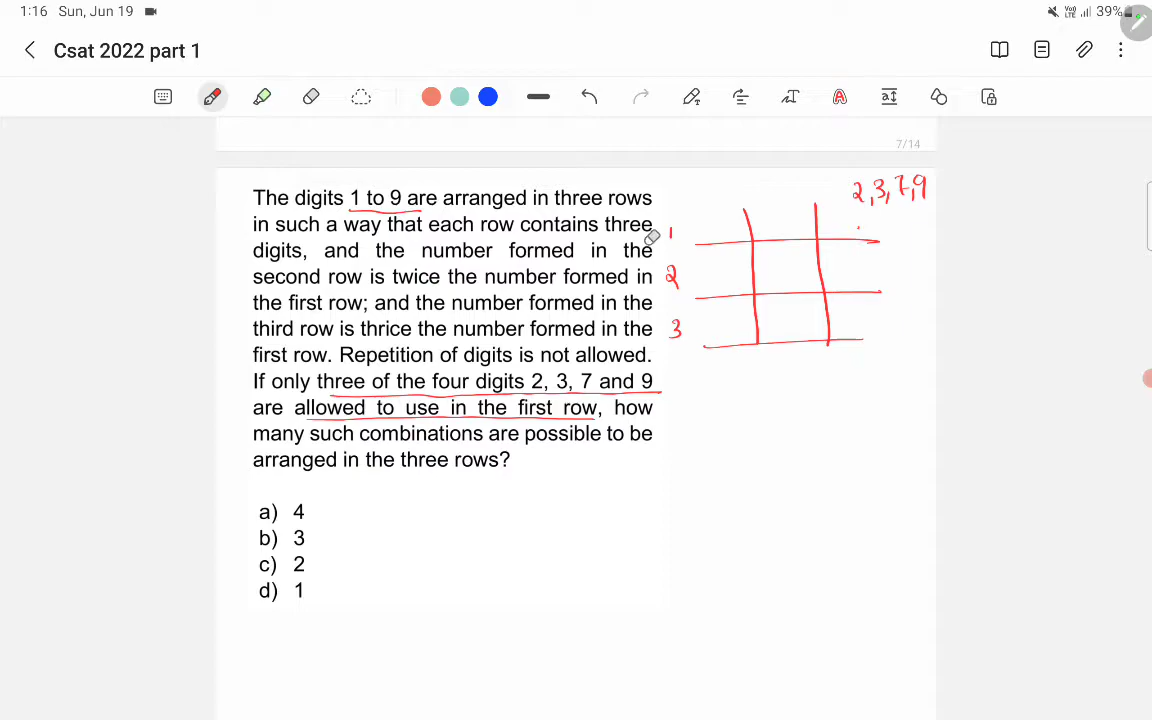 1:16 Sun, Jun 19 39%
Csat 2022 part 1
7/14
The digits 1 to 9 are arranged in three rows
in such a way that each row contains three
digits, and the number formed in the
second row is twice the number formed in
the first row; and the number formed in the
third row is thrice the number formed in the
first row. Repetition of digits is not allowed.
If only three of the four digits 2, 3, 7 and 9
are allowed to use in the first row, how
many such combinations are possible to be
arranged in the three rows?
a) 4
b) 3
c) 2
d) 1
2,3,7,9
1
2
3